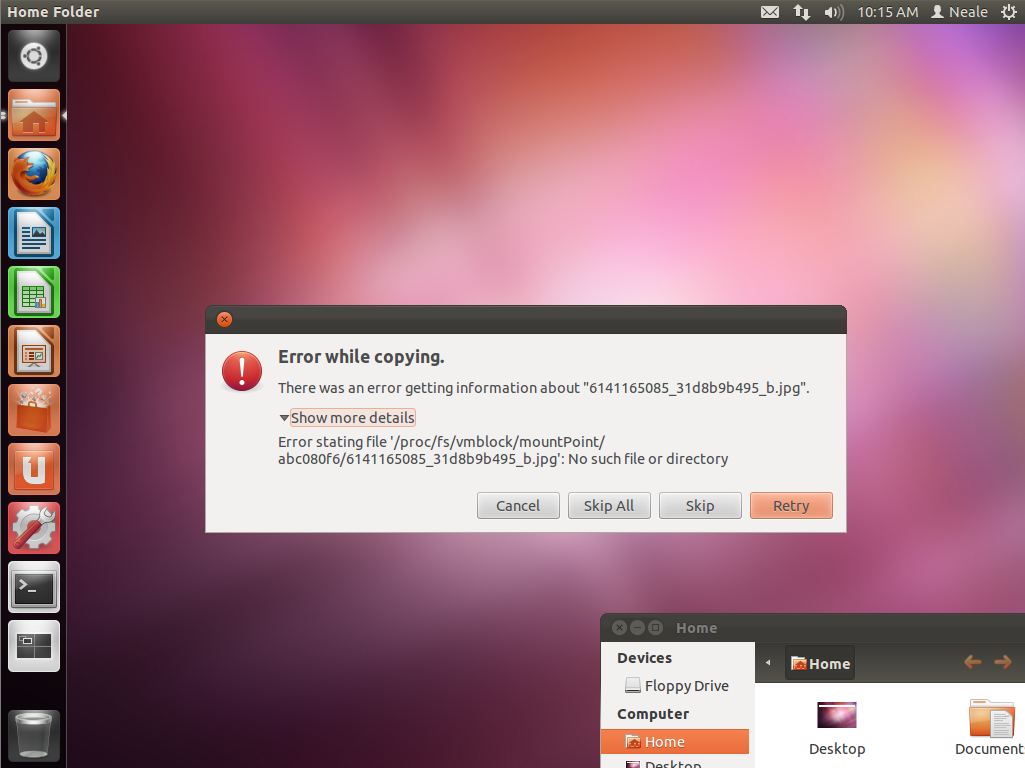 Home Folder
10:15 AM
Neale
Error while copying.
There was an error getting information about "6141165085_31d8b9b495_b.jpg".
Show more details
Error stating file '/proc/fs/vmblock/mountPoint/
abc080f6/6141165085_31d8b9b495_b.jpg': No such file or directory
Cancel
Skip All
Skip
Retry
Home
Devices
Floppy Drive
Computer
Home
Desktop
Home
Desktop
Document